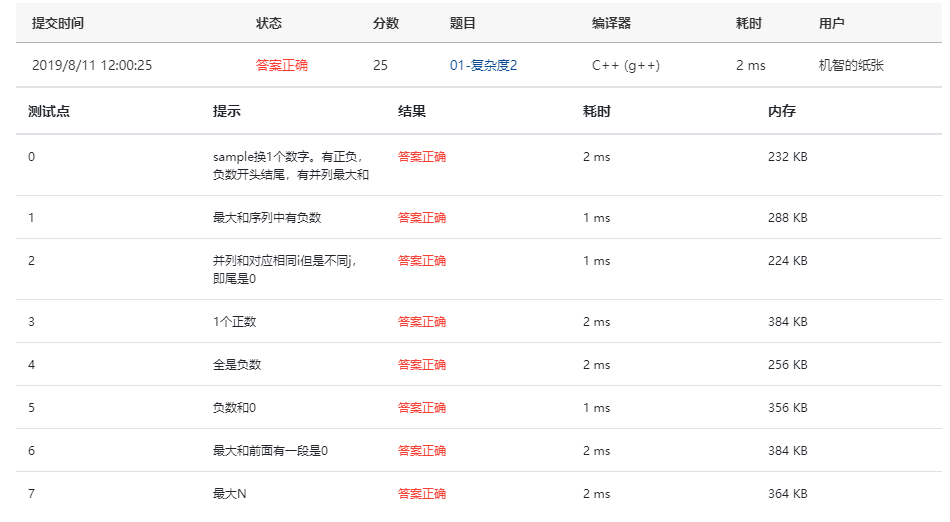 提交时间 状态 分数 题目 编译器 耗时 用户
2019/8/11 12:00:25 答案正确 25 01-复杂度2 C++ (g++) 2 ms 机智的纸张
测试点 提示 结果 耗时 内存
0 sample换1个数字。有正负， 答案正确 2 ms 232 KB
负数开头结尾，有并列最大和
1 最大和序列中有负数 答案正确 1 ms 288 KB
2 并列和对应相同i但是不同j， 答案正确 1 ms 224 KB
即尾是0
3 1个正数 答案正确 2 ms 384 KB
4 全是负数 答案正确 2 ms 256 KB
5 负数和0 答案正确 1 ms 356 KB
6 最大和前面有一段是0 答案正确 2 ms 384 KB
7 最大N 答案正确 2 ms 364 KB